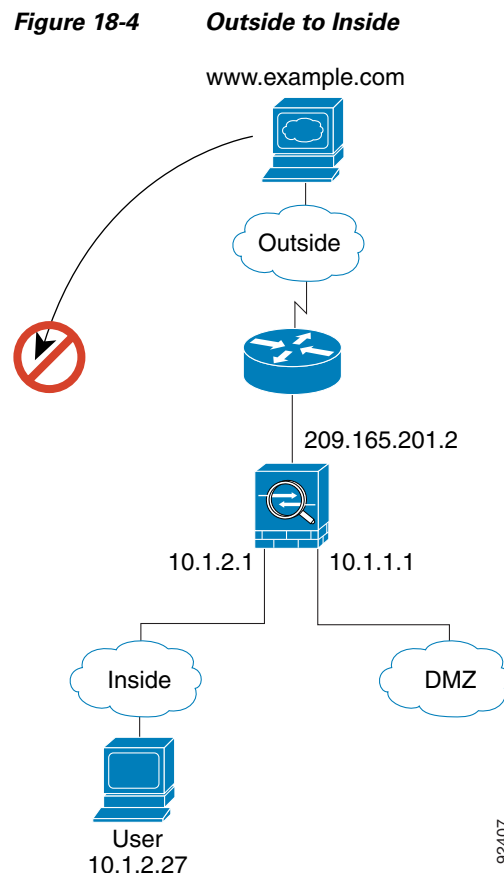 Figure 18-4 Outside to Inside
www.example.com
Outside
209.165.201.2
10.1.2.1 10.1.1.1
Inside DMZ
User
10.1.2.27
92407